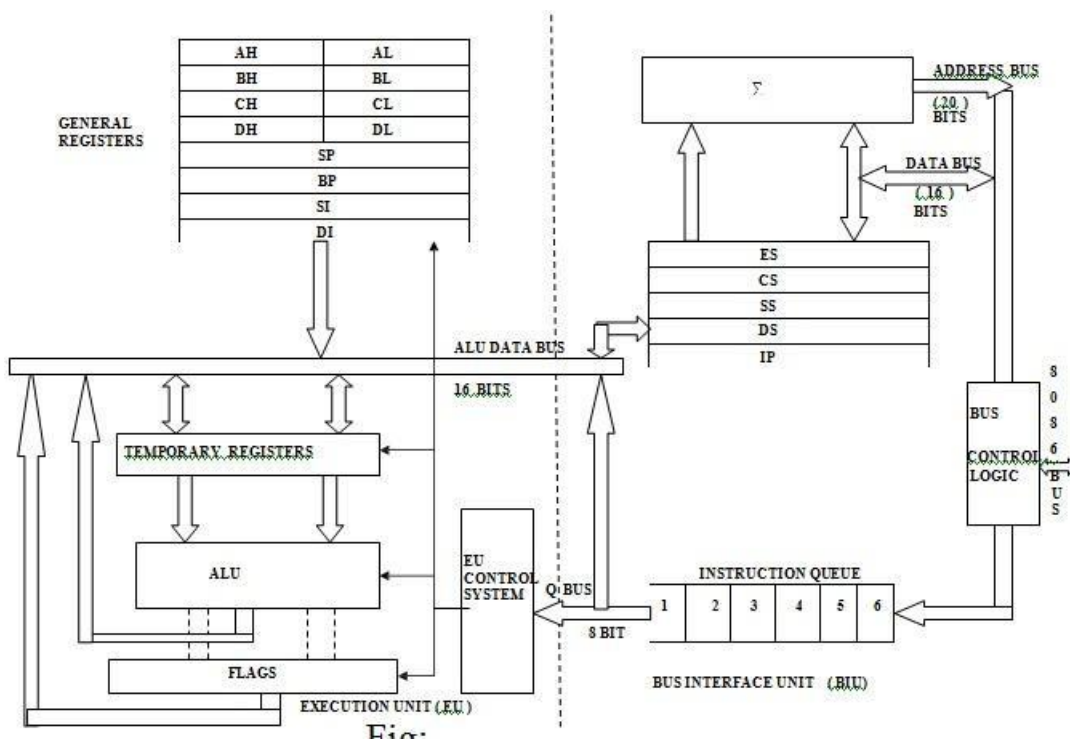 AH AL
BH BL
CH CL
DH DL
SP
BP
SI
DI
GENERAL
REGISTERS
Σ
ADDRESS BUS
( 20 )
BITS
DATA BUS
( 16 )
BITS
ES
CS
SS
DS
IP
ALU DATA BUS
16 BITS
TEMPORARY REGISTERS
ALU
FLAGS
EU
CONTROL
SYSTEM
Q BUS
8 BIT
INSTRUCTION QUEUE
1 2 3 4 5 6
BUS
CONTROL
LOGIC
8
0
8
6
B
U
S
EXECUTION UNIT ( EU )
BUS INTERFACE UNIT ( BIU )
Fig: